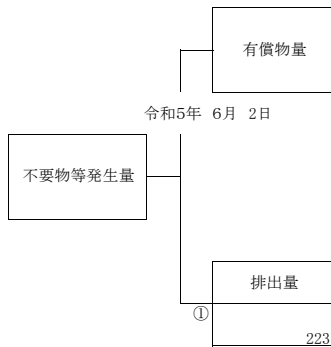 有償物量
令和5年 6月 2日
不要物等発生量
排出量
①
223